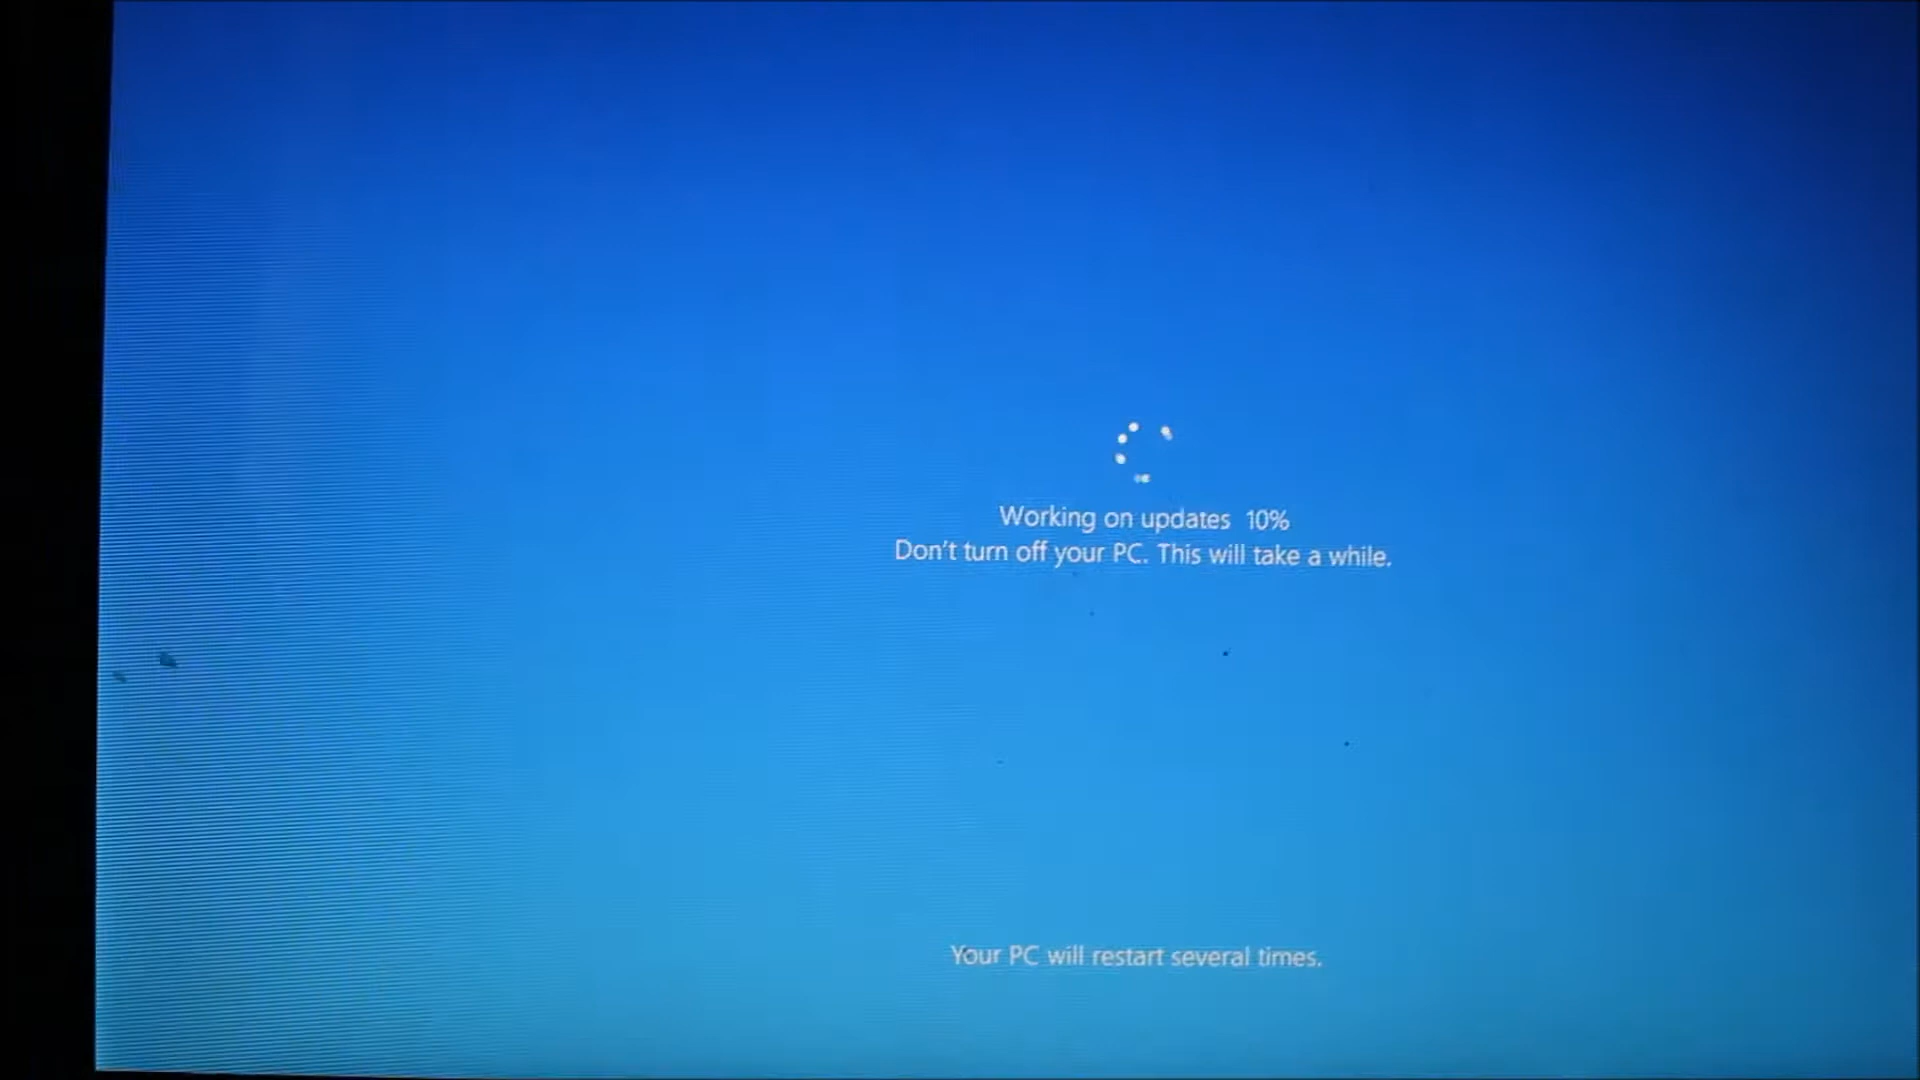 Working on updates 10%
Don't turn off your PC. This will take a while.
Your PC will restart several times.